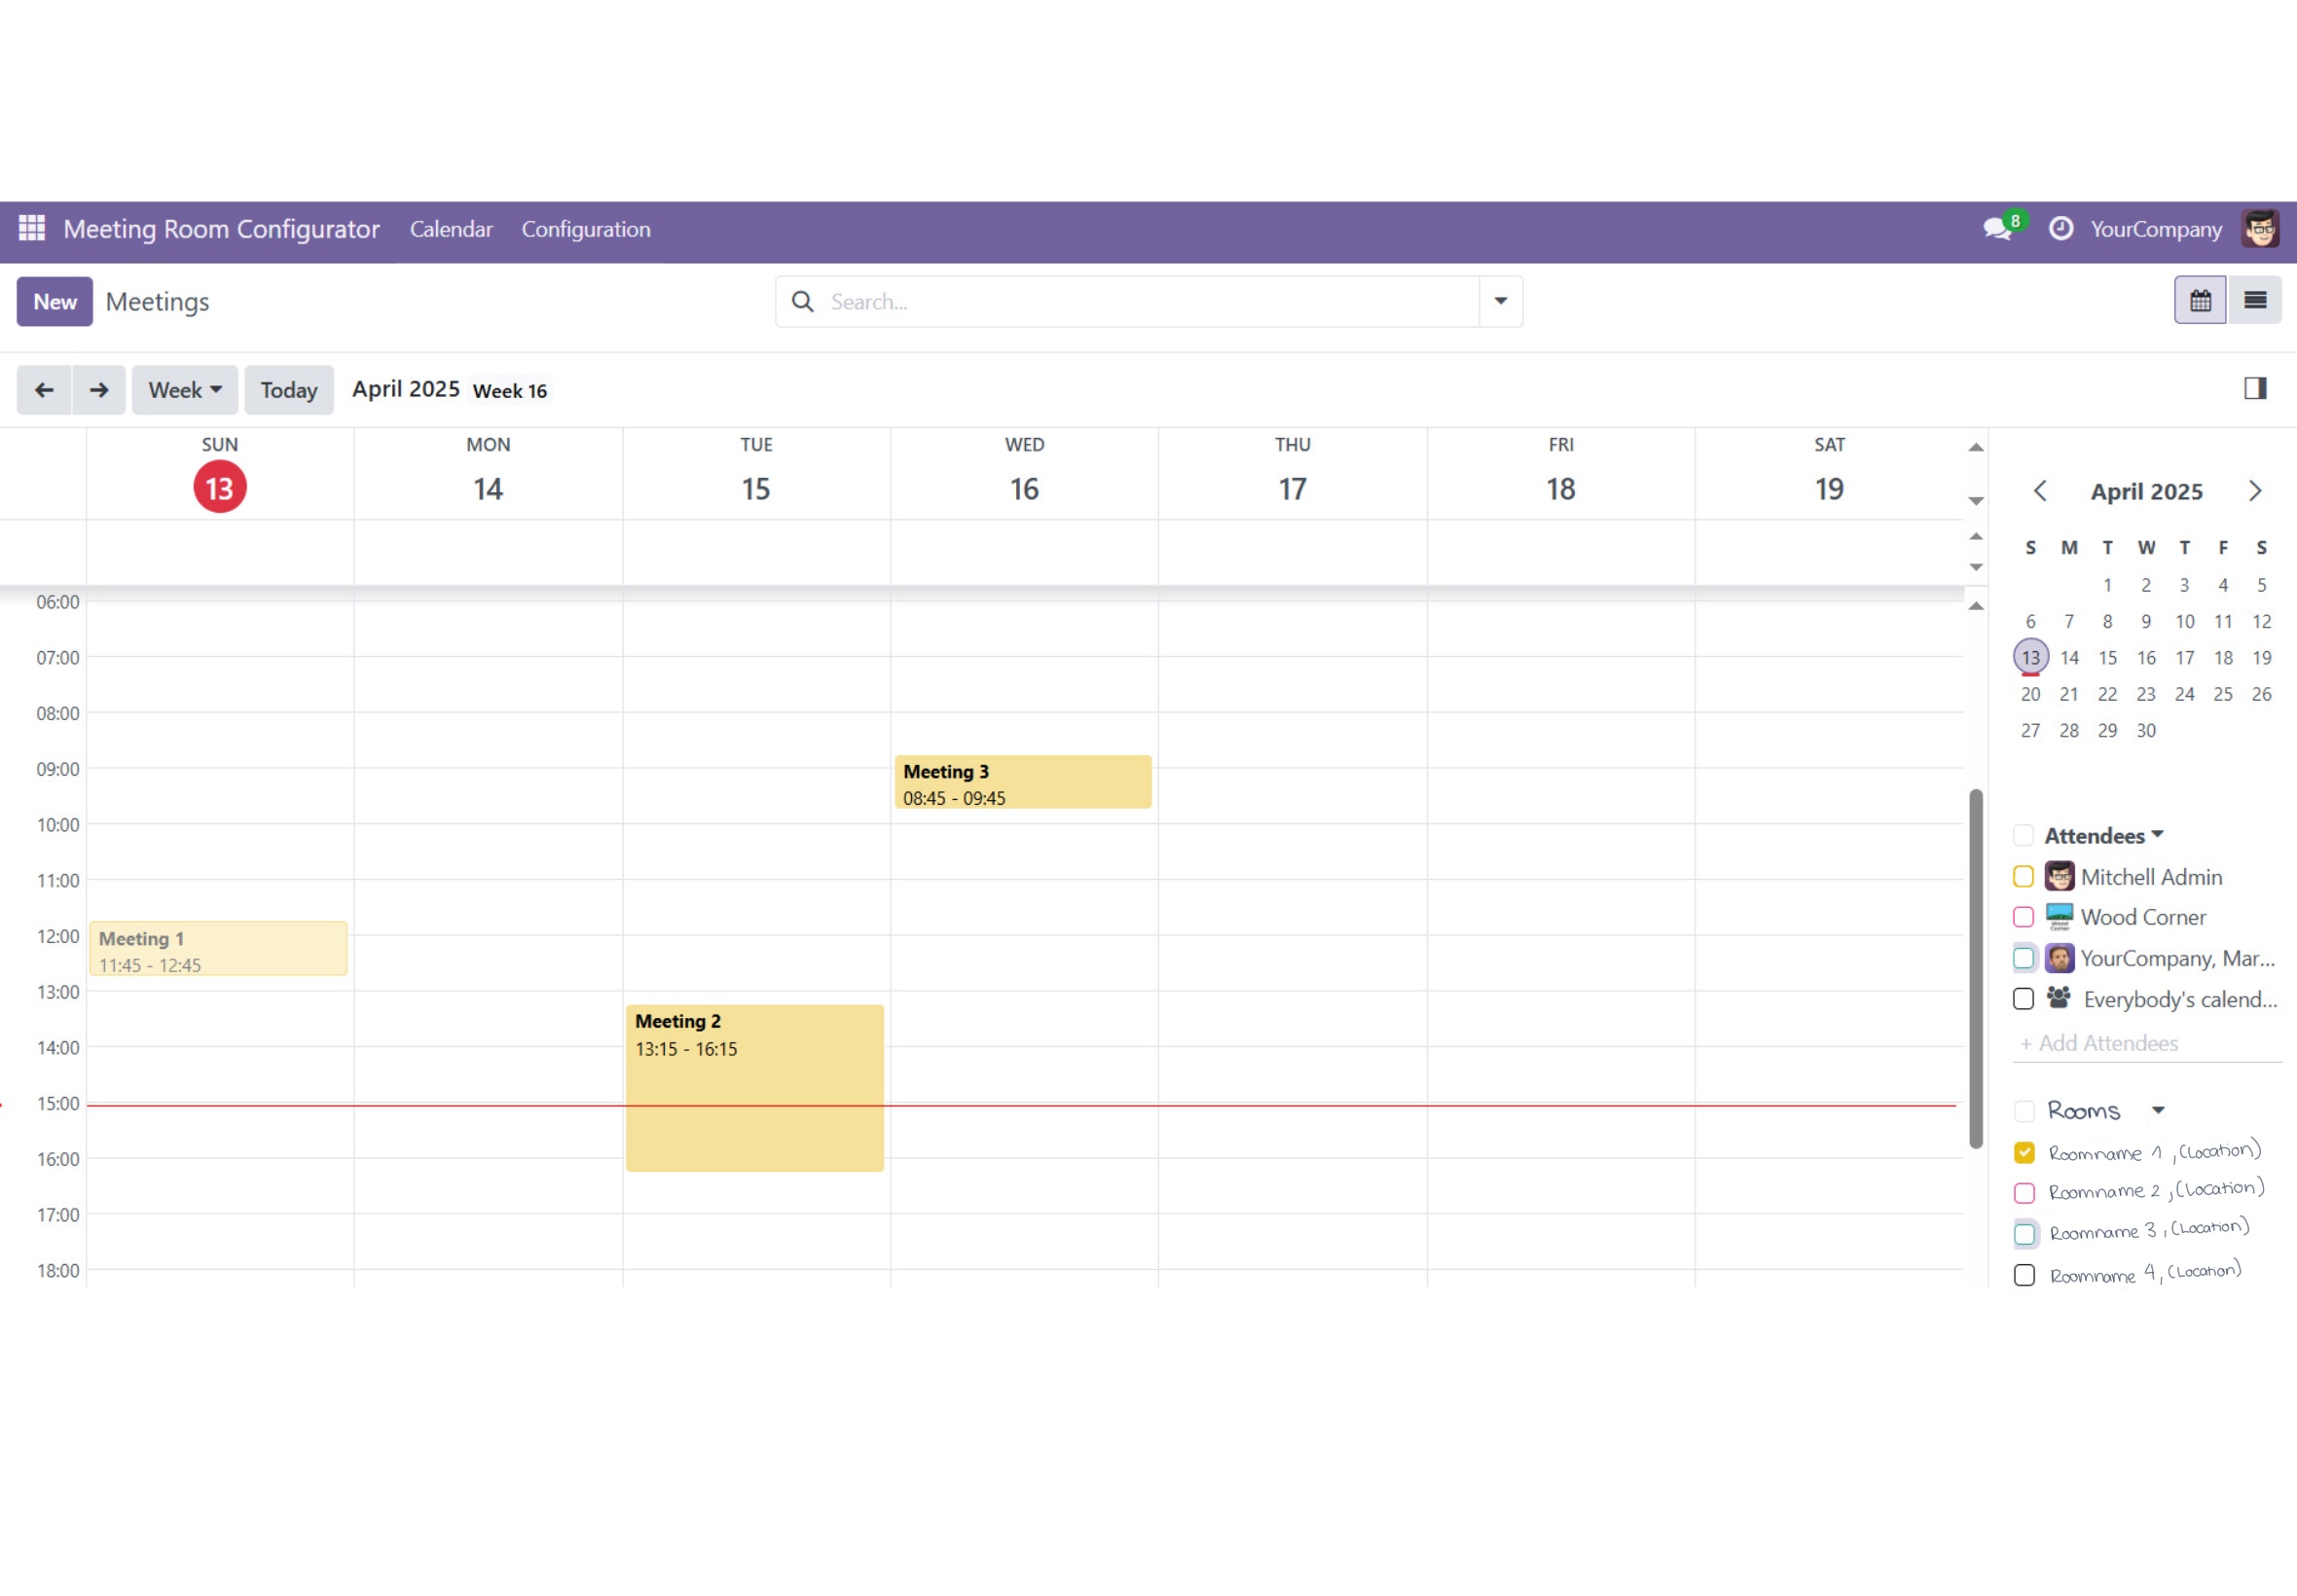 Meeting Room Configurator Calendar Configuration 8 YourCompany
New Meetings Search...
Week Today April 2025 Week 16
SUN MON TUE WED THU FRI SAT
13 14 15 16 17 18 19
06:00
07:00
08:00
09:00
10:00
11:00
12:00
13:00
14:00
15:00
16:00
17:00
18:00
Meeting 1
11:45 - 12:45
Meeting 2
13:15 - 16:15
Meeting 3
08:45 - 09:45
April 2025
S M T W T F S
1 2 3 4 5
6 7 8 9 10 11 12
13 14 15 16 17 18 19
20 21 22 23 24 25 26
27 28 29 30
Attendees
Mitchell Admin
Wood Corner
YourCompany, Mar...
Everybody's calend...
+ Add Attendees
Rooms
Roomname 1, (Location)
Roomname 2, (Location)
Roomname 3, (Location)
Roomname 4, (Location)